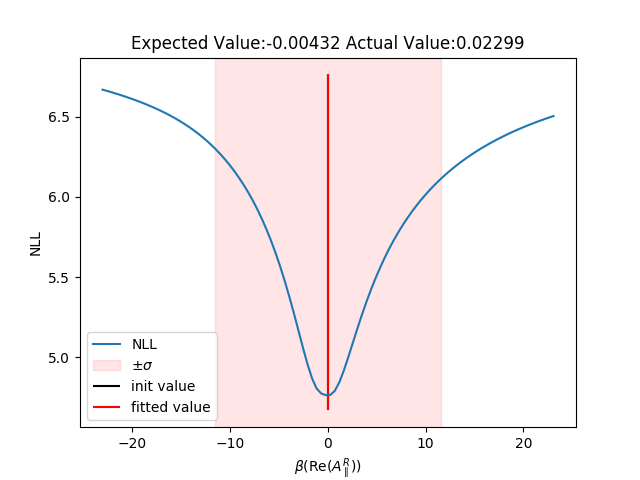 Expected Value:-0.00432 Actual Value:0.02299
NLL
6.5
6.0
5.5
5.0
NLL
±σ
init value
fitted value
−20
−10
0
10
20
β(Re(A^R_∥))